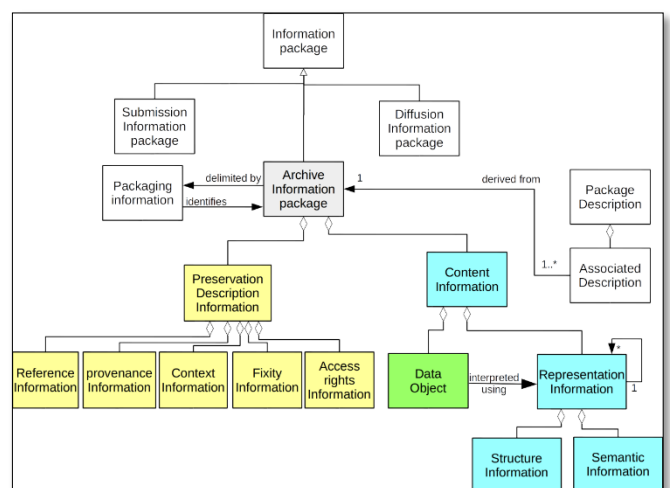 Information
package
Submission
Information
package
Diffusion
Information
package
Packaging
information
delimited by
identifies
Archive
Information
package
1
derived from
Package
Description
1..*
Associated
Description
Preservation
Description
Information
Content
Information
Reference
Information
provenance
Information
Context
Information
Fixity
Information
Access
rights
Information
Data
Object
interpreted
using
Representation
Information
*
1
Structure
Information
Semantic
Information